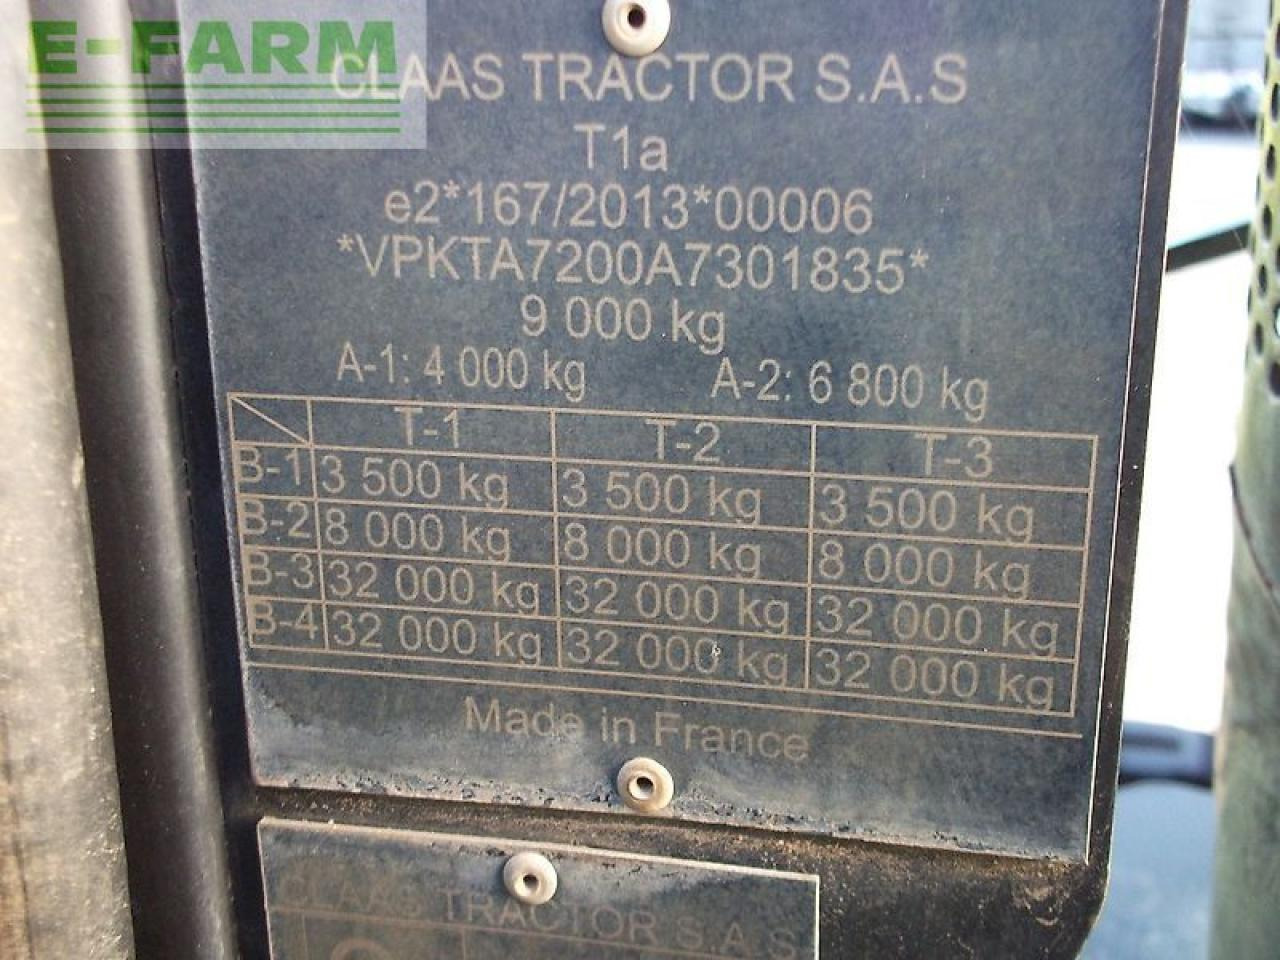 E-FARM
CLAAS TRACTOR S.A.S
T1a
e2*167/2013*00006
*VPKTA7200A7301835*
9 000 kg
A-1: 4 000 kg A-2: 6 800 kg
T-1 T-2 T-3
B-1 3 500 kg 3 500 kg 3 500 kg
B-2 8 000 kg 8 000 kg 8 000 kg
B-3 32 000 kg 32 000 kg 32 000 kg
B-4 32 000 kg 32 000 kg 32 000 kg
Made in France
CLAAS TRACTOR S.A.S